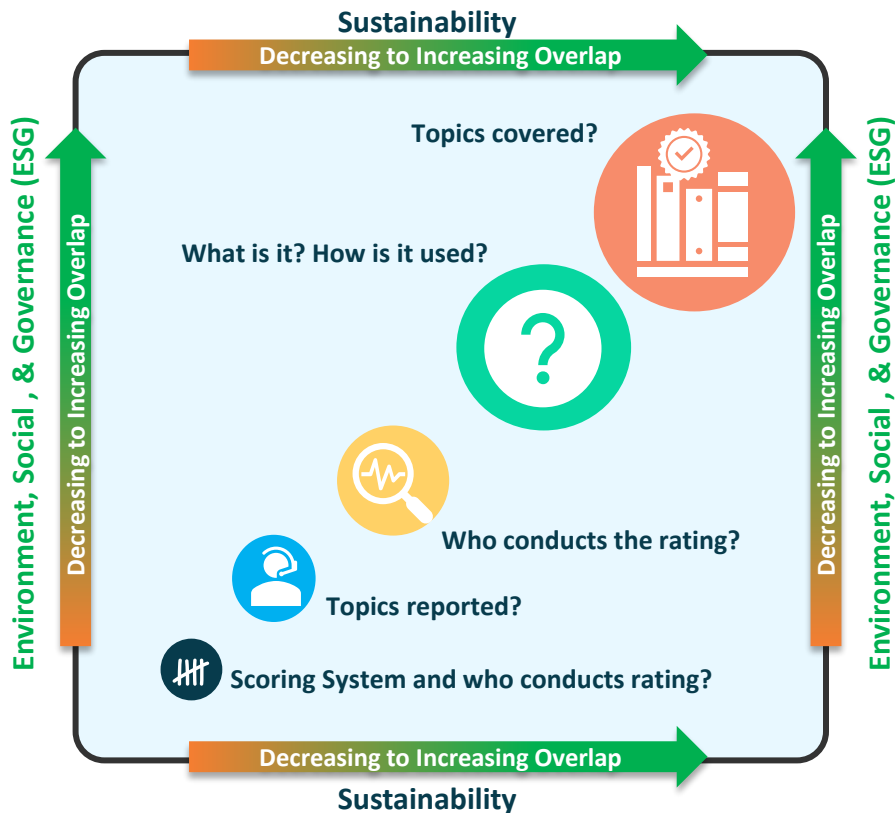 Sustainability
Decreasing to Increasing Overlap
Environment, Social , & Governance (ESG)
Decreasing to Increasing Overlap
Topics covered?
What is it? How is it used?
?
Who conducts the rating?
Topics reported?
Scoring System and who conducts rating?
Decreasing to Increasing Overlap
Environment, Social , & Governance (ESG)
Decreasing to Increasing Overlap
Sustainability